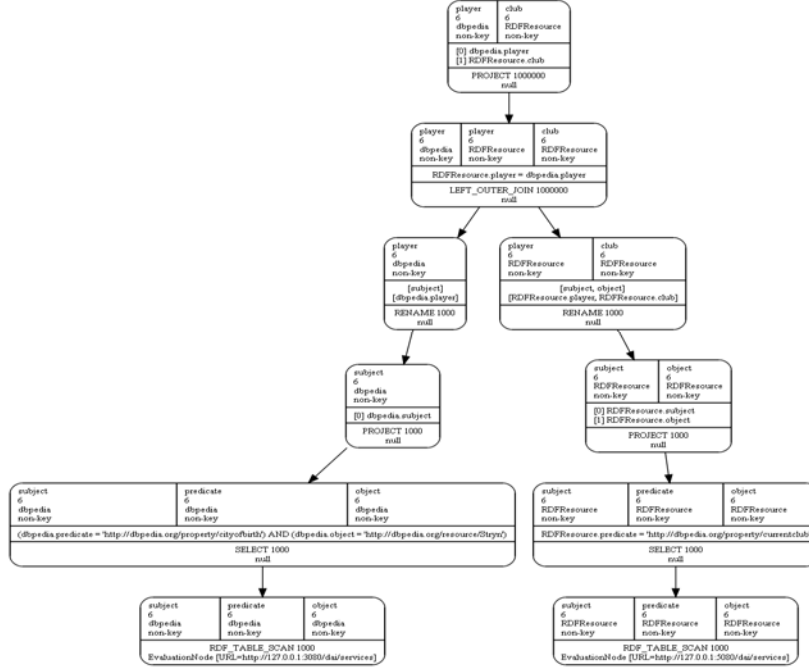 player club
6 6
dbpedia RDFResource
non-key non-key
[0] dbpedia.player
[1] RDFResource.club
PROJECT 1000000
null
player player club
6 6 6
dbpedia RDFResource RDFResource
non-key non-key non-key
RDFResource.player = dbpedia.player
LEFT_OUTER_JOIN 1000000
null
player
6
dbpedia
non-key
[subject]
[dbpedia.player]
RENAME 1000
null
player club
6 6
RDFResource RDFResource
non-key non-key
[subject, object]
[RDFResource.player, RDFResource.club]
RENAME 1000
null
subject
6
dbpedia
non-key
[0] dbpedia.subject
PROJECT 1000
null
subject object
6 6
RDFResource RDFResource
non-key non-key
[0] RDFResource.subject
[1] RDFResource.object
PROJECT 1000
null
subject predicate object
6 6 6
dbpedia dbpedia dbpedia
non-key non-key non-key
(dbpedia.predicate = 'http://dbpedia.org/property/cityofbirth') AND (dbpedia.object = 'http://dbpedia.org/resource/Stryn')
SELECT 1000
null
subject predicate object
6 6 6
RDFResource RDFResource RDFResource
non-key non-key non-key
RDFResource.predicate = 'http://dbpedia.org/property/currentclub
SELECT 1000
null
subject predicate object
6 6 6
dbpedia dbpedia dbpedia
non-key non-key non-key
RDF_TABLE_SCAN 1000
EvaluationNode [URL=http://127.0.0.1:3080/dai/services]
subject predicate object
6 6 6
RDFResource RDFResource RDFResource
non-key non-key non-key
RDF_TABLE_SCAN 1000
EvaluationNode [URL=http://127.0.0.1:5080/dai/services]